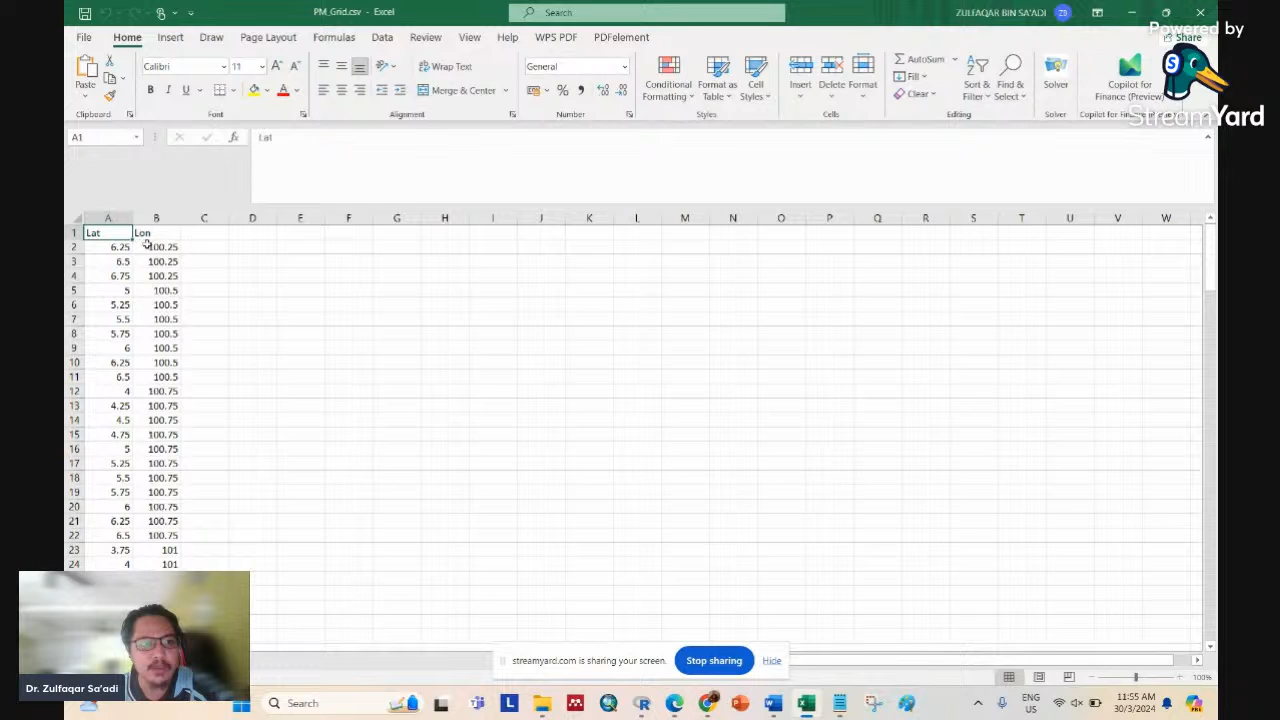 PM_Grid.csv - Excel
Search
ZULFAQAR BIN SA'ADI
ZS
Powered by
StreamYard
File Home Insert Draw Page Layout Formulas Data Review View Help WPS PDF PDFelement
Share
Paste
Clipboard
Calibri 11
B I U
Font
Wrap Text
Merge & Center
Alignment
General
Number
Conditional Formatting
Format as Table
Cell Styles
Styles
Insert Delete Format
Cells
AutoSum
Fill
Clear
Sort & Filter
Find & Select
Editing
Solver
Solver
Copilot for Finance (Preview)
A1
fx
Lat
A B C D E F G H I J K L M N O P Q R S T U V W
1 Lat Lon
2 6.25 100.25
3 6.5 100.25
4 6.75 100.25
5 5 100.5
6 5.25 100.5
7 5.5 100.5
8 5.75 100.5
9 6 100.5
10 6.25 100.5
11 6.5 100.5
12 4 100.75
13 4.25 100.75
14 4.5 100.75
15 4.75 100.75
16 5 100.75
17 5.25 100.75
18 5.5 100.75
19 5.75 100.75
20 6 100.75
21 6.25 100.75
22 6.5 100.75
23 3.75 101
24 4 101
streamyard.com is sharing your screen.
Stop sharing
Hide
Dr. Zulfaqar Sa'adi
100%
Search
ENG
US
11:55 AM
30/3/2024